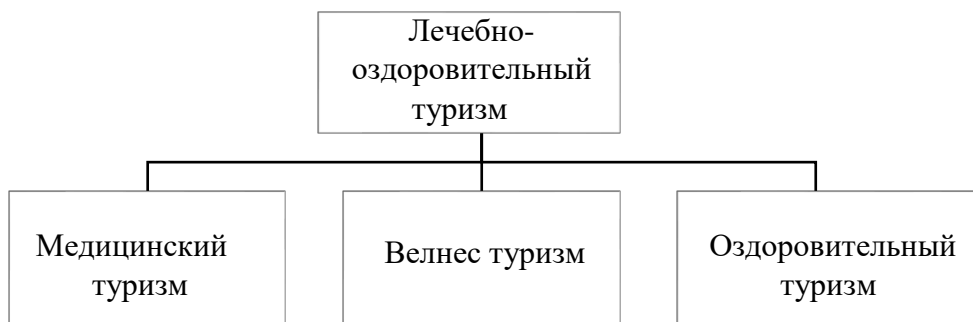 Лечебно-
оздоровительный
туризм
Медицинский
туризм
Велнес туризм
Оздоровительный
туризм